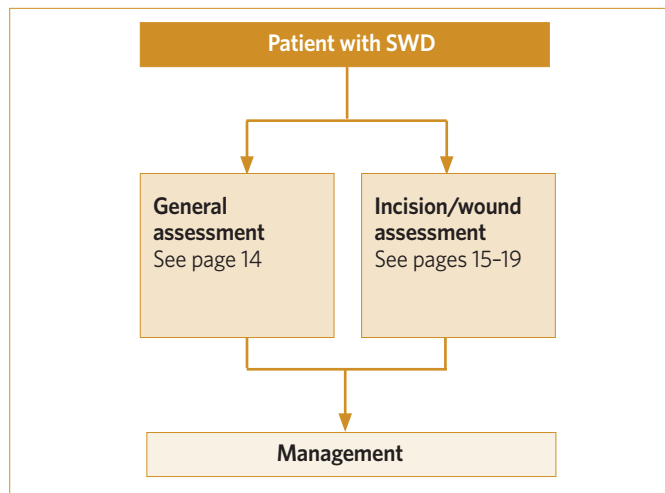 Patient with SWD
General
assessment
See page 14
Incision/wound
assessment
See pages 15–19
Management